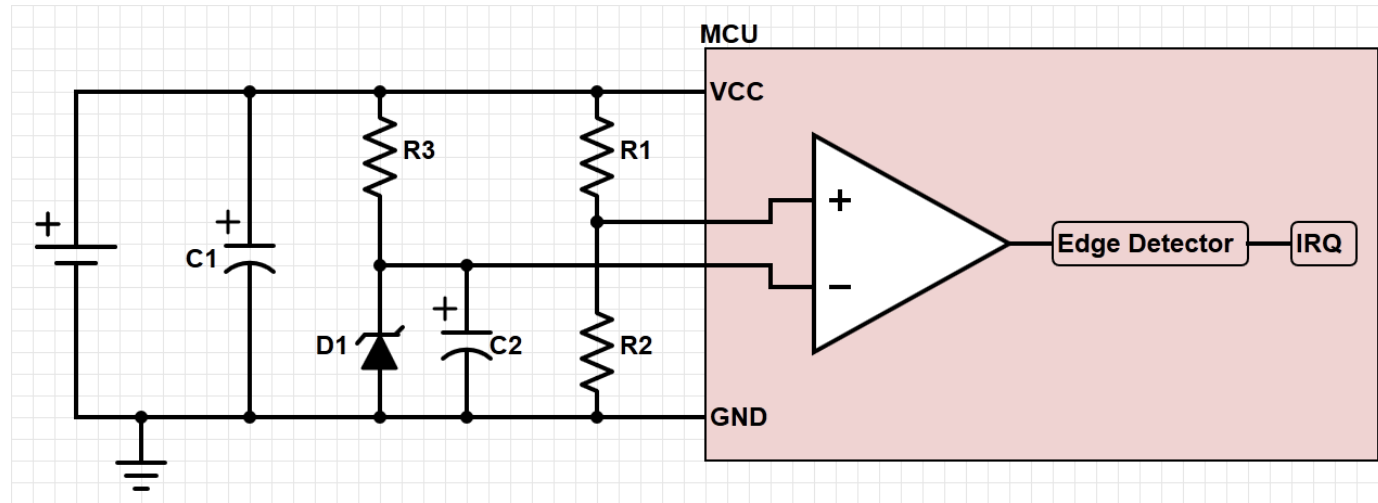 MCU
VCC
R3
R1
+
+
+
C1
Edge Detector
IRQ
+
−
D1
C2
R2
GND